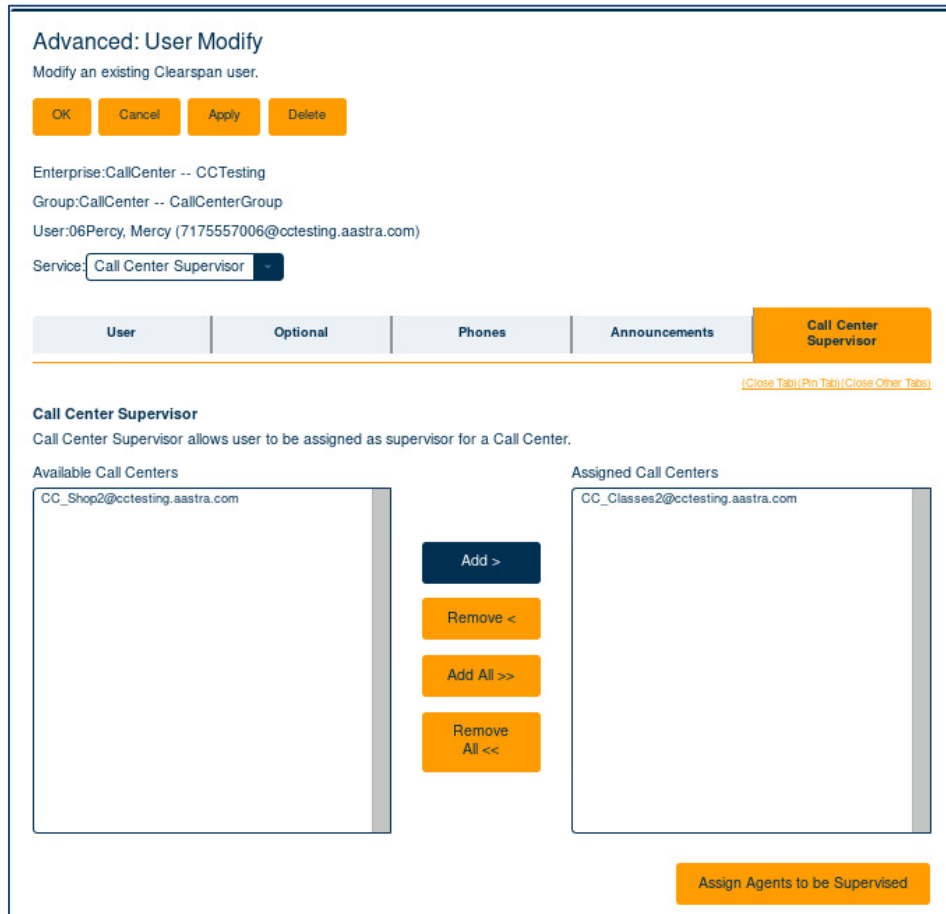 Advanced: User Modify
Modify an existing Clearspan user.
OK Cancel Apply Delete
Enterprise:CallCenter -- CCTesting
Group:CallCenter -- CallCenterGroup
User:06Percy, Mercy (7175557006@cctesting.aastra.com)
Service: Call Center Supervisor
User Optional Phones Announcements Call Center
Supervisor
(Close Tab)(Pin Tab)(Close Other Tabs)
Call Center Supervisor
Call Center Supervisor allows user to be assigned as supervisor for a Call Center.
Available Call Centers Assigned Call Centers
CC_Shop2@cctesting.aastra.com CC_Classes2@cctesting.aastra.com
Add >
Remove <
Add All >>
Remove
All <<
Assign Agents to be Supervised